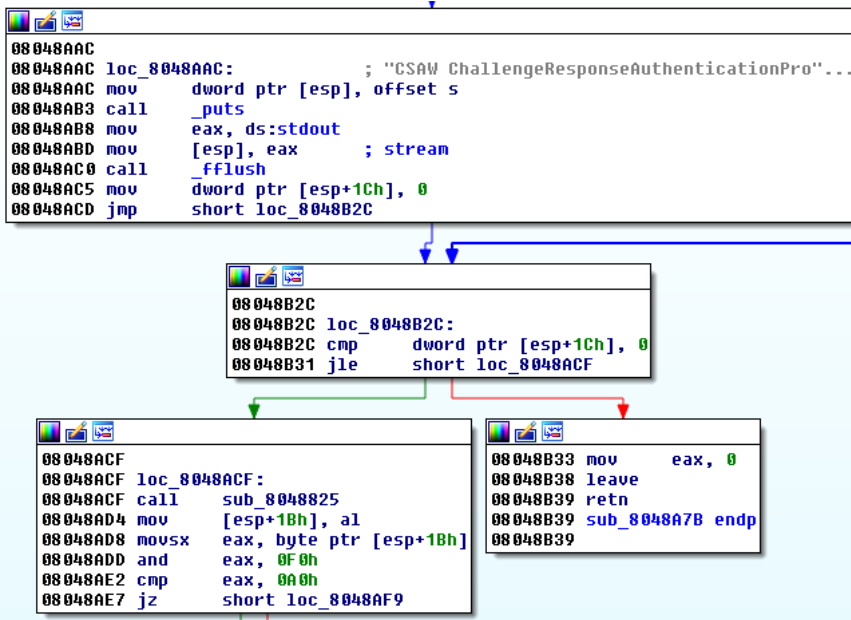 08048AAC
08048AAC loc_8048AAC: ; "CSAW ChallengeResponseAuthenticationPro"...
08048AAC mov dword ptr [esp], offset s
08048AB3 call _puts
08048AB8 mov eax, ds:stdout
08048ABD mov [esp], eax ; stream
08048AC0 call _fflush
08048AC5 mov dword ptr [esp+1Ch], 0
08048ACD jmp short loc_8048B2C
08048B2C
08048B2C loc_8048B2C:
08048B2C cmp dword ptr [esp+1Ch], 0
08048B31 jle short loc_8048ACF
08048ACF
08048ACF loc_8048ACF:
08048ACF call sub_8048825
08048AD4 mov [esp+1Bh], al
08048AD8 movsx eax, byte ptr [esp+1Bh]
08048ADD and eax, 0F0h
08048AE2 cmp eax, 0A0h
08048AE7 jz short loc_8048AF9
08048B33 mov eax, 0
08048B38 leave
08048B39 retn
08048B39 sub_8048A7B endp
08048B39